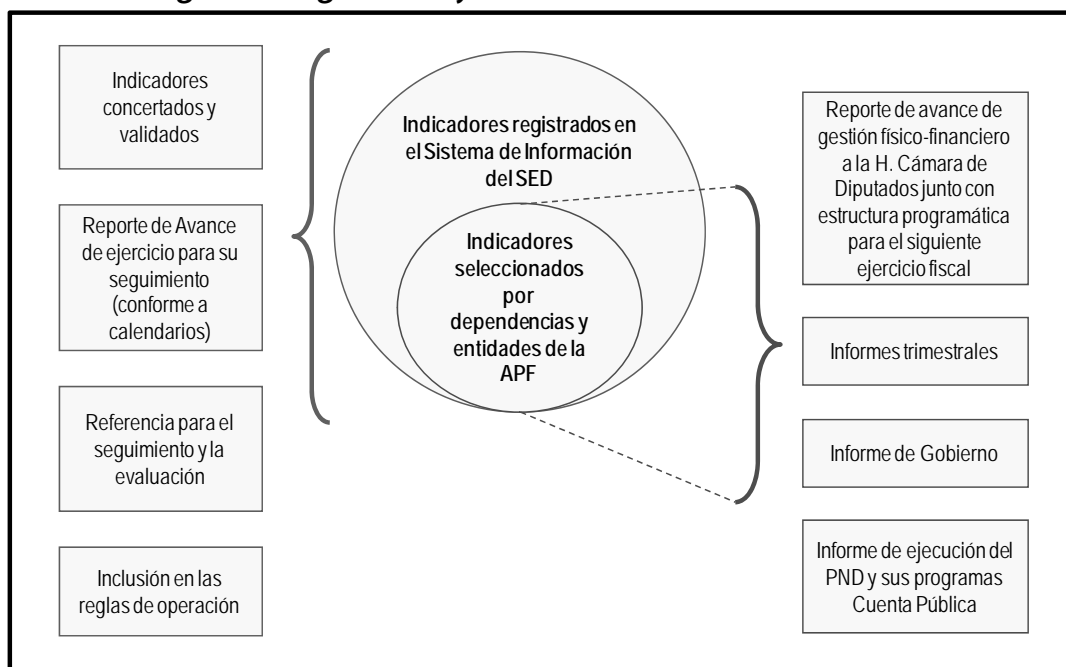 Indicadores
concertados y
validados
Reporte de Avance
de ejercicio para su
seguimiento
(conforme a
calendarios)
Referencia para el
seguimiento y la
evaluación
Inclusión en las
reglas de operación
Indicadores registrados en
el Sistema de Información
del SED
Indicadores
seleccionados
por
dependencias y
entidades de la
APF
Reporte de avance de
gestión físico-financiero
a la H. Cámara de
Diputados junto con
estructura programática
para el siguiente
ejercicio fiscal
Informes trimestrales
Informe de Gobierno
Informe de ejecución del
PND y sus programas
Cuenta Pública